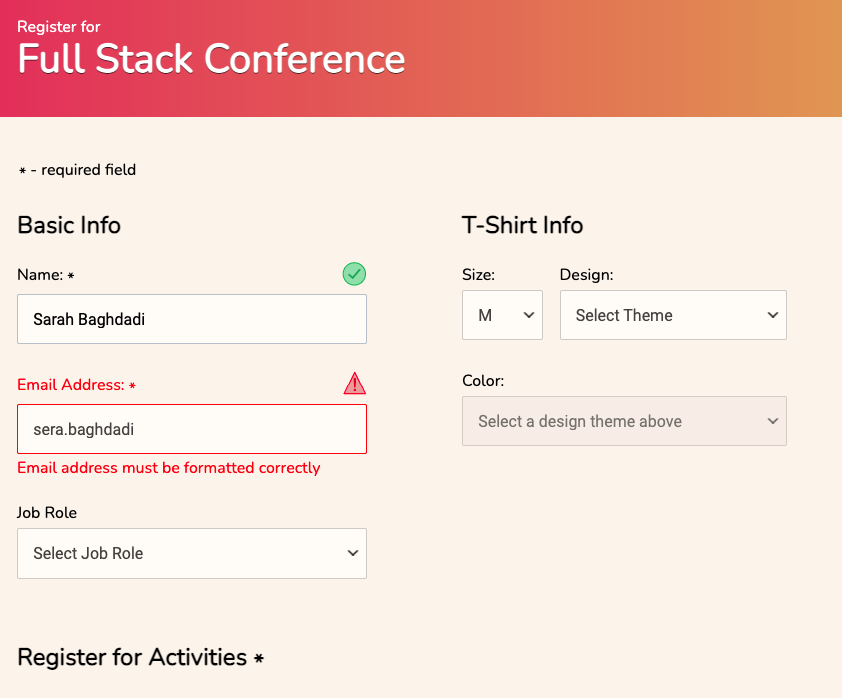 Register for
Full Stack Conference
* - required field
Basic Info
Name: *
Sarah Baghdadi
Email Address: *
sera.baghdadi
Email address must be formatted correctly
Job Role
Select Job Role
T-Shirt Info
Size:
Design:
M
Select Theme
Color:
Select a design theme above
Register for Activities *